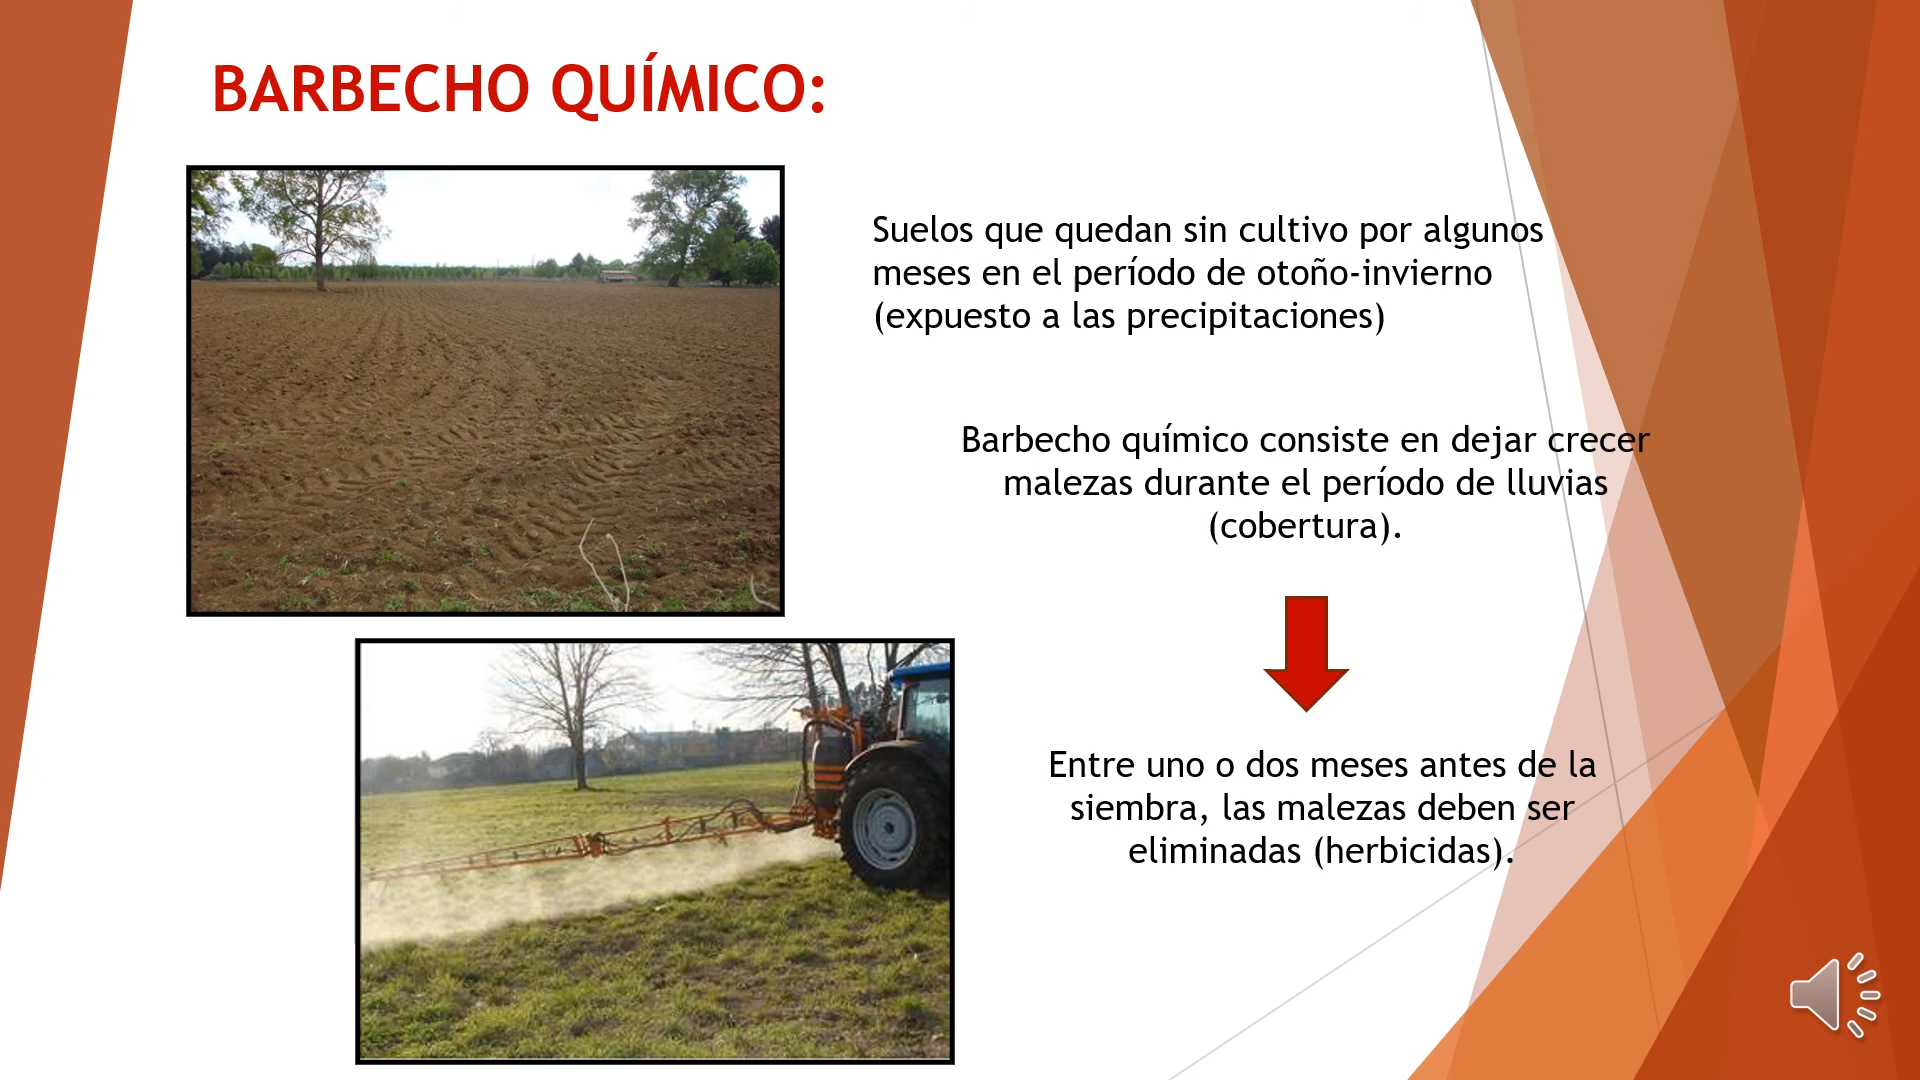 BARBECHO QUÍMICO:
Suelos que quedan sin cultivo por algunos
meses en el período de otoño-invierno
(expuesto a las precipitaciones)
Barbecho químico consiste en dejar crecer
malezas durante el período de lluvias
(cobertura).
Entre uno o dos meses antes de la
siembra, las malezas deben ser
eliminadas (herbicidas).